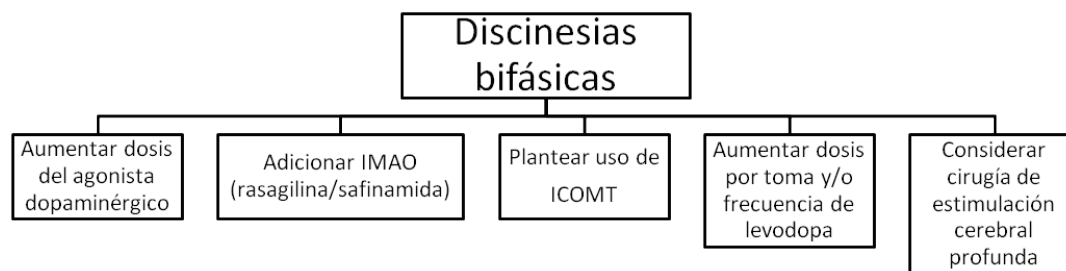 Discinesias
bifásicas
Aumentar dosis
del agonista
dopaminérgico
Adicionar IMAO
(rasagilina/safinamida)
Plantear uso de
ICOMT
Aumentar dosis
por toma y/o
frecuencia de
levodopa
Considerar
cirugía de
estimulación
cerebral
profunda